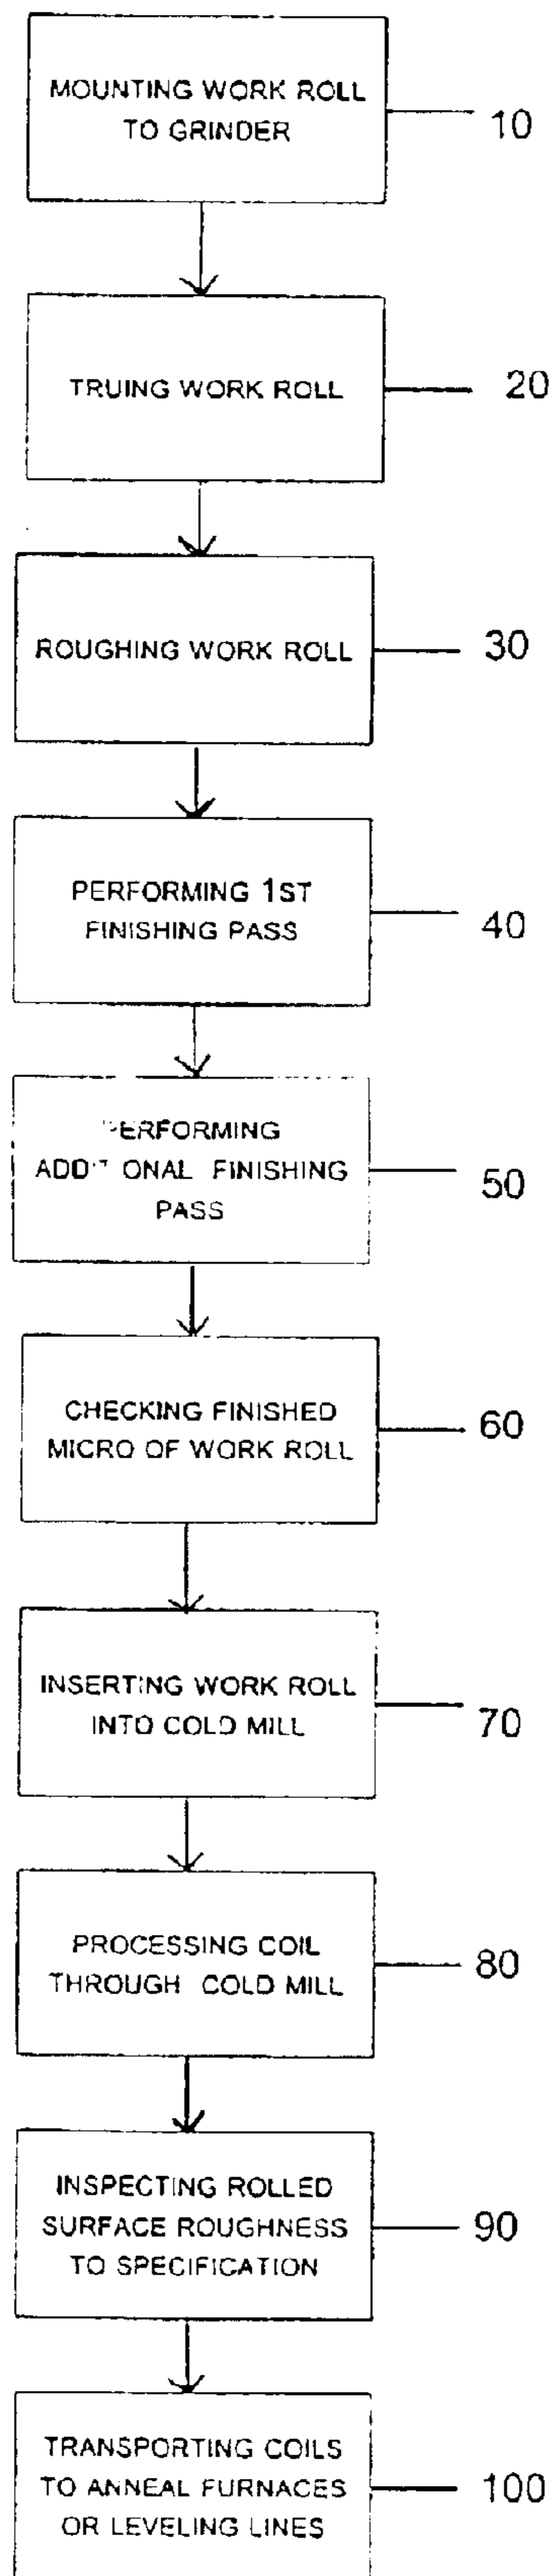 MOUNTING WORK ROLL
TO GRINDER
10
TRUING WORK ROLL
20
ROUGHING WORK ROLL
30
PERFORMING 1ST
FINISHING PASS
40
PERFORMING
ADDITIONAL FINISHING
PASS
50
CHECKING FINISHED
MICRO OF WORK ROLL
60
INSERTING WORK ROLL
INTO COLD MILL
70
PROCESSING COIL
THROUGH COLD MILL
80
INSPECTING ROLLED
SURFACE ROUGHNESS
TO SPECIFICATION
90
TRANSPORTING COILS
TO ANNEAL FURNACES
OR LEVELING LINES
100